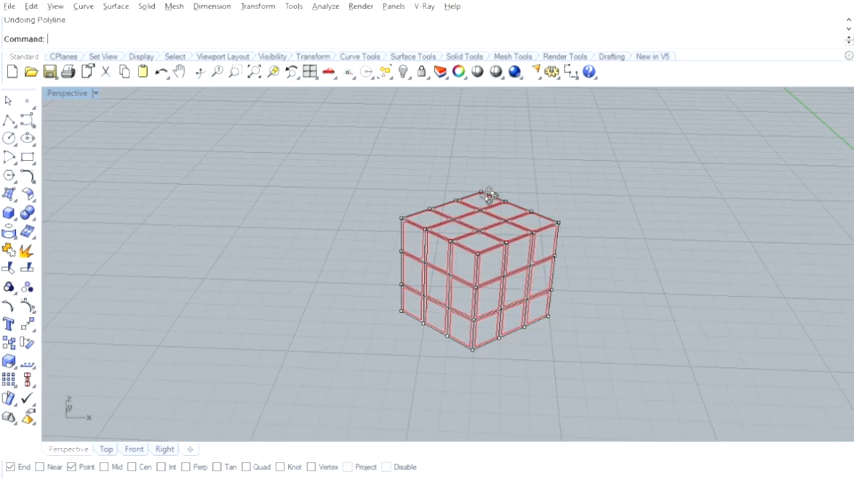 File Edit View Curve Surface Solid Mesh Dimension Transform Tools Analyze Render Panels V-Ray Help
Undoing Polyline
Command:
Standard CPlanes Set View Display Select Viewport Layout Visibility Transform Curve Tools Surface Tools Solid Tools Mesh Tools Render Tools Drafting New in V5
Perspective
z
y
x
Perspective Top Front Right
End Near Point Mid Cen Int Perp Tan Quad Knot Vertex Project Disable